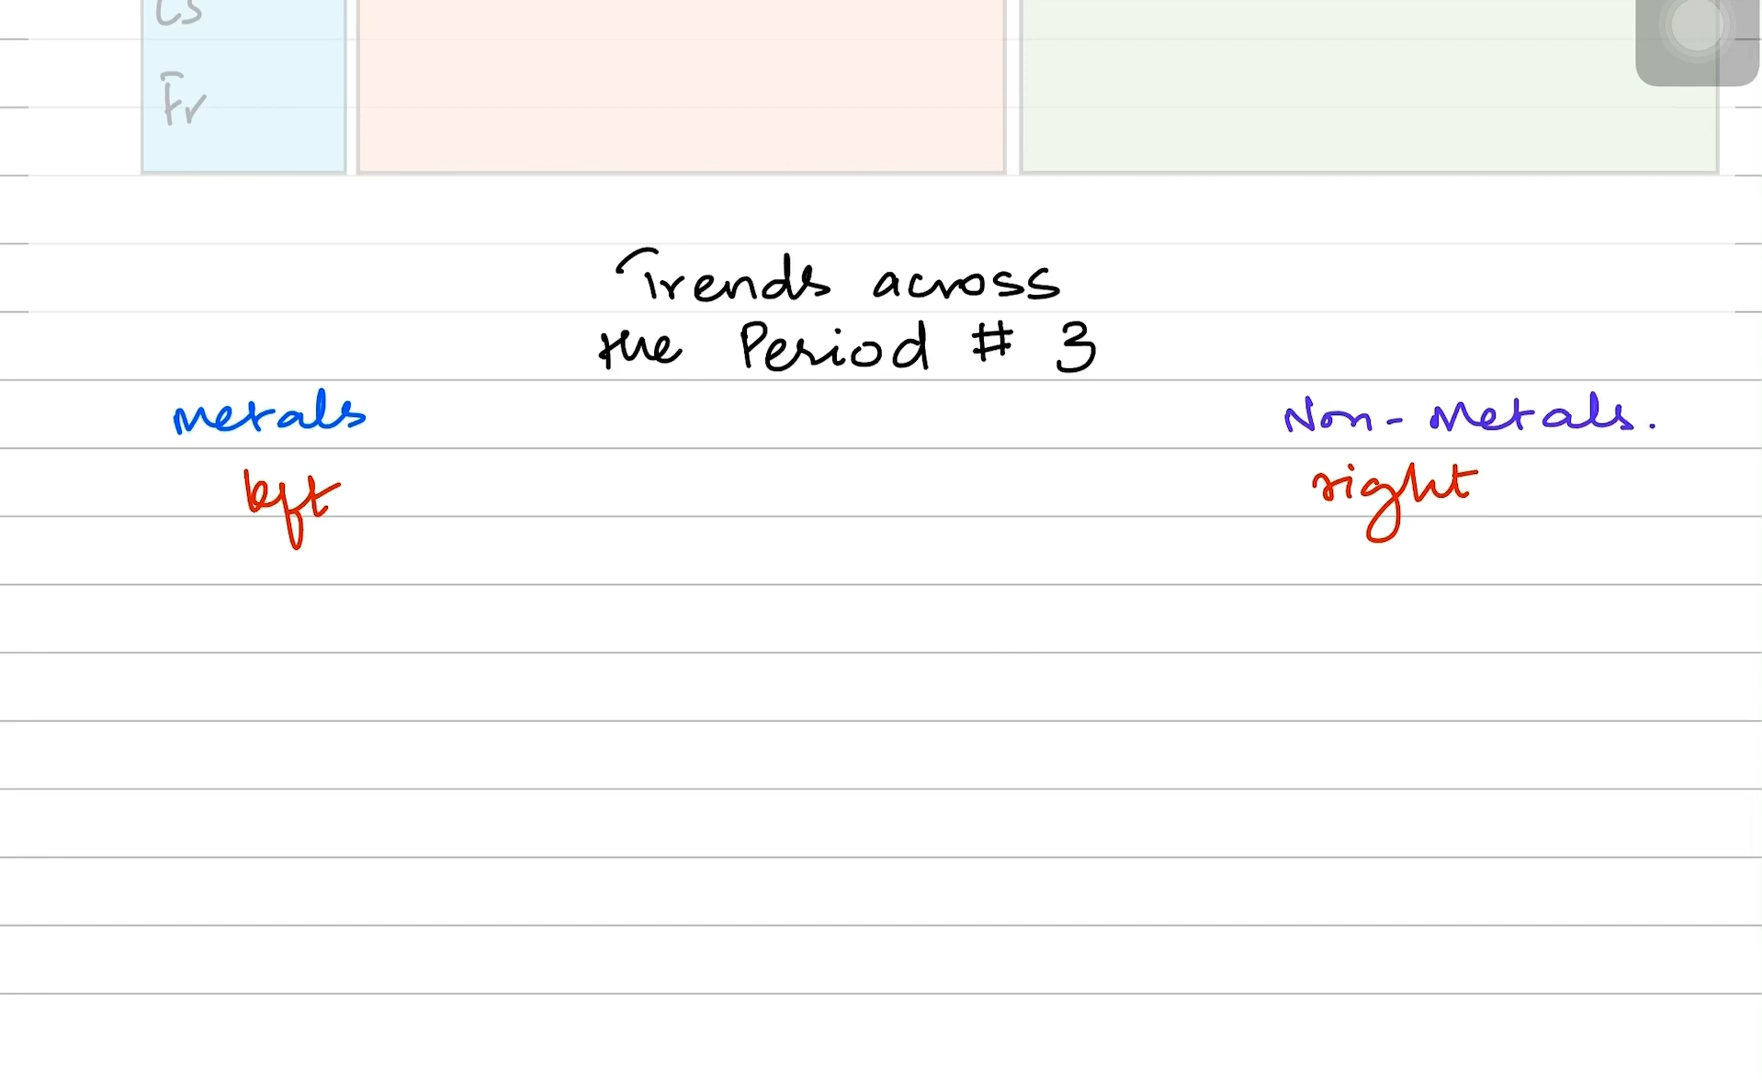 Cs
Fr
Trends across
the Period # 3
metals
Non-Metals.
left
right